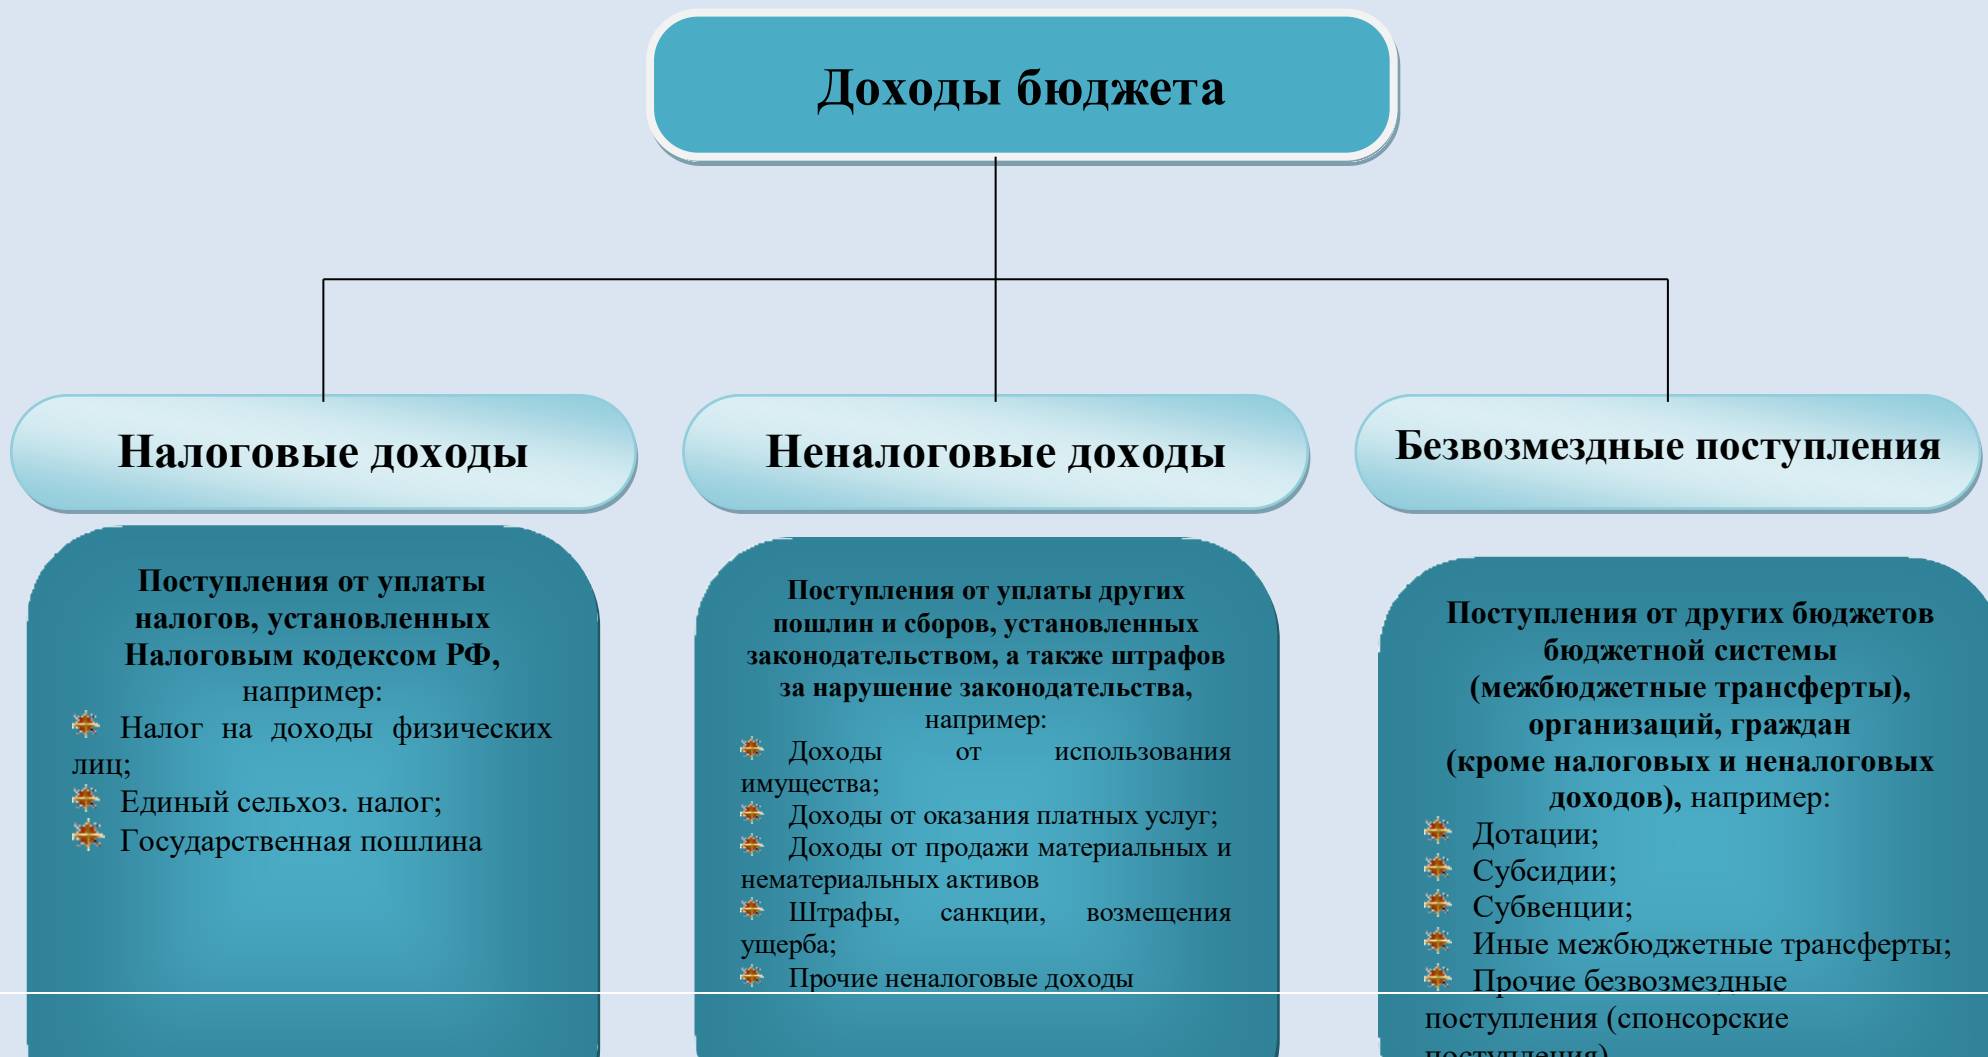 Доходы бюджета
Налоговые доходы
Неналоговые доходы
Безвозмездные поступления
Поступления от уплаты
налогов, установленных
Налоговым кодексом РФ,
например:
Налог на доходы физических
лиц;
Единый сельхоз. налог;
Государственная пошлина
Поступления от уплаты других
пошлин и сборов, установленных
законодательством, а также штрафов
за нарушение законодательства,
например:
Доходы от использования
имущества;
Доходы от оказания платных услуг;
Доходы от продажи материальных и
нематериальных активов
Штрафы, санкции, возмещения
ущерба;
Прочие неналоговые доходы
Поступления от других бюджетов
бюджетной системы
(межбюджетные трансферты),
организаций, граждан
(кроме налоговых и неналоговых
доходов), например:
Дотации;
Субсидии;
Субвенции;
Иные межбюджетные трансферты;
Прочие безвозмездные
поступления (спонсорские
поступления)